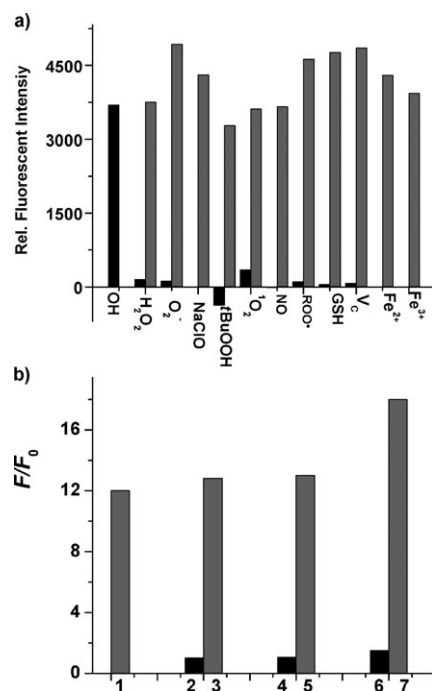 a)
Rel. Fluorescent Intensiy
4500
3000
1500
0
OH
H2O2
O2-
NaClO
tBuOOH
1O2
NO
ROO•
GSH
VC
Fe2+
Fe3+
b)
F/F0
16
12
8
4
0
1 2 3 4 5 6 7